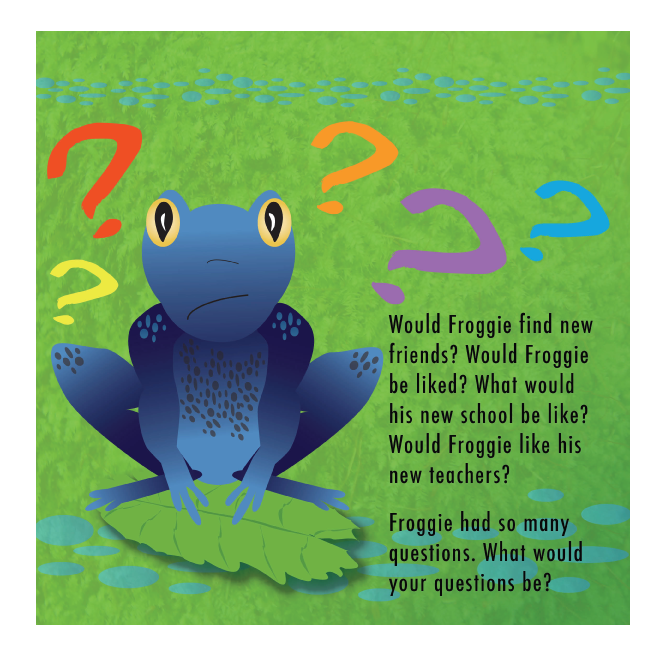 Would Froggie find new
friends? Would Froggie
be liked? What would
his new school be like?
Would Froggie like his
new teachers?
Froggie had so many
questions. What would
your questions be?